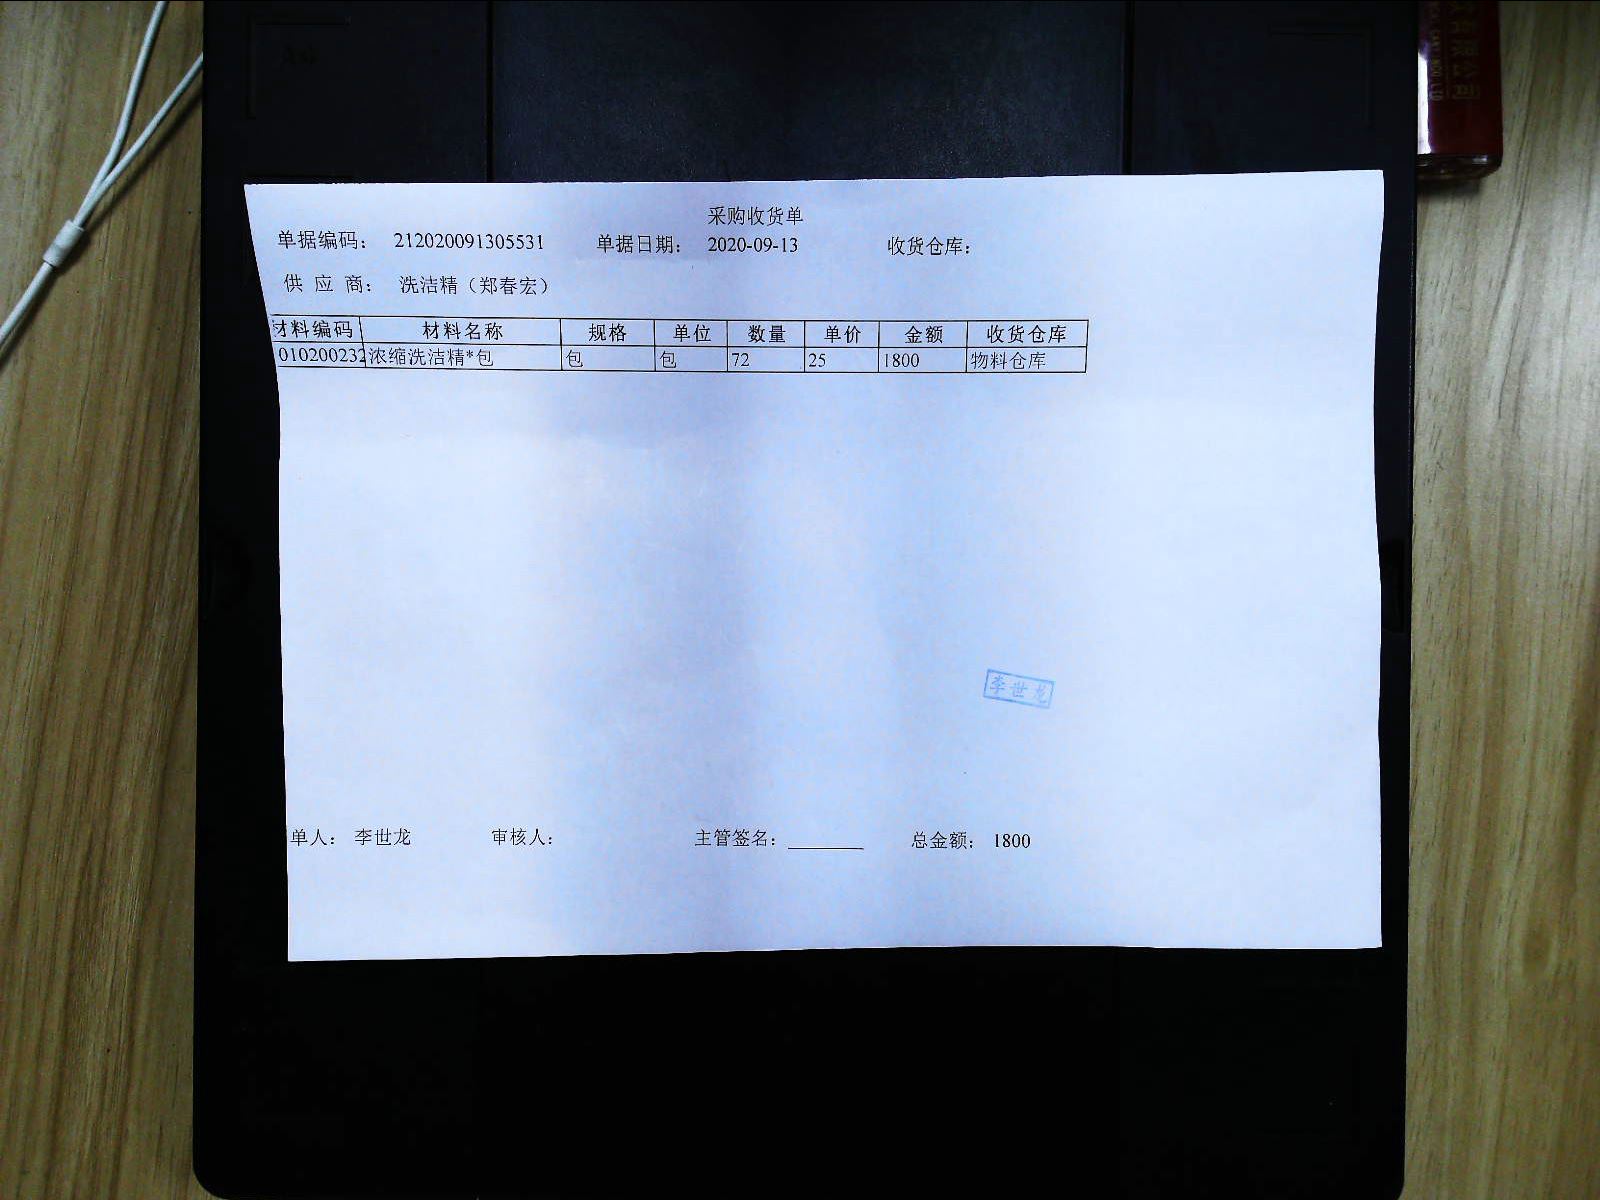 采购收货单
单据编码： 212020091305531 单据日期： 2020-09-13 收货仓库：
供 应 商： 洗洁精（郑春宏）
材料编码 材料名称 规格 单位 数量 单价 金额 收货仓库
010200232 浓缩洗洁精*包 包 包 72 25 1800 物料仓库
李世龙
单人： 李世龙 审核人： 主管签名： 总金额： 1800
限公司